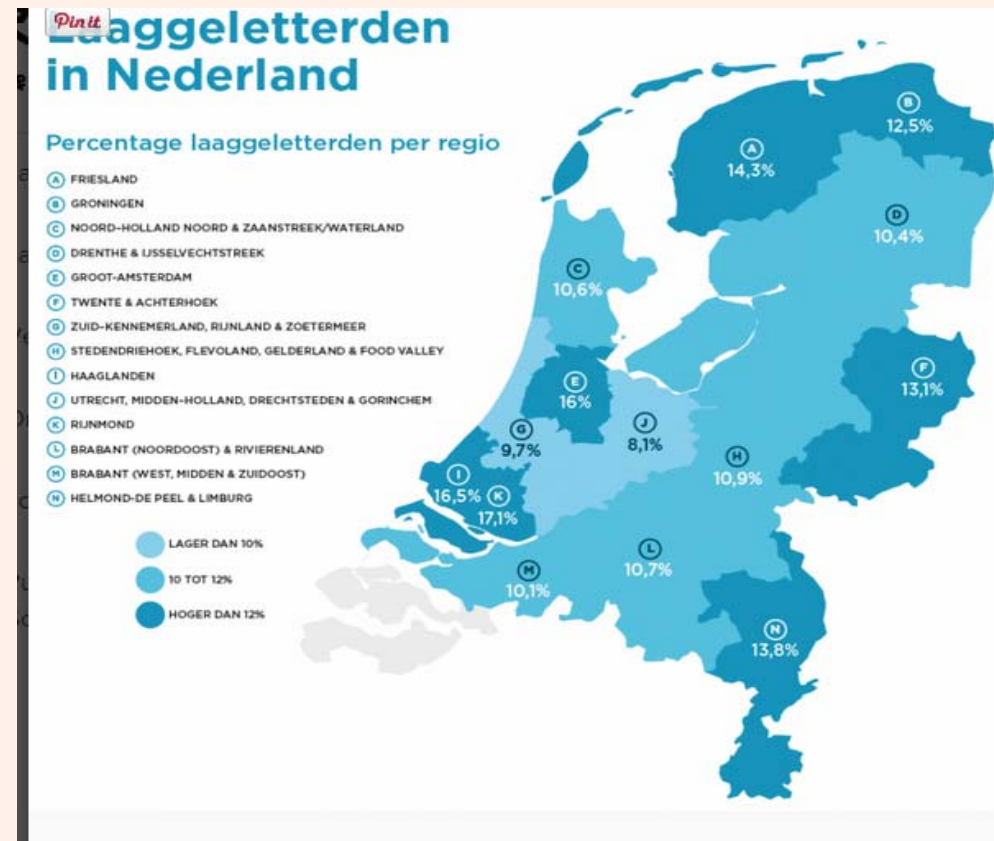 Pin it
Laaggeletterden
in Nederland
Percentage laaggeletterden per regio
A FRIESLAND
B GRONINGEN
C NOORD-HOLLAND NOORD & ZAANSTREEK/WATERLAND
D DRENTHE & IJSSELVECHTSTREEK
E GROOT-AMSTERDAM
F TWENTE & ACHTERHOEK
G ZUID-KENNEMERLAND, RIJNLAND & ZOETERMEER
H STEDENDRIEHOEK, FLEVOLAND, GELDERLAND & FOOD VALLEY
I HAAGLANDEN
J UTRECHT, MIDDEN-HOLLAND, DRECHTSTEDEN & GORINCHEM
K RIJNMOND
L BRABANT (NOORDOOST) & RIVIERENLAND
M BRABANT (WEST, MIDDEN & ZUIDOOST)
N HELMOND-DE PEEL & LIMBURG
LAGER DAN 10%
10 TOT 12%
HOGER DAN 12%
B
12,5%
A
14,3%
D
10,4%
C
10,6%
F
13,1%
E
16%
J
8,1%
G
9,7%
H
10,9%
I
16,5%
K
17,1%
L
10,7%
M
10,1%
N
13,8%